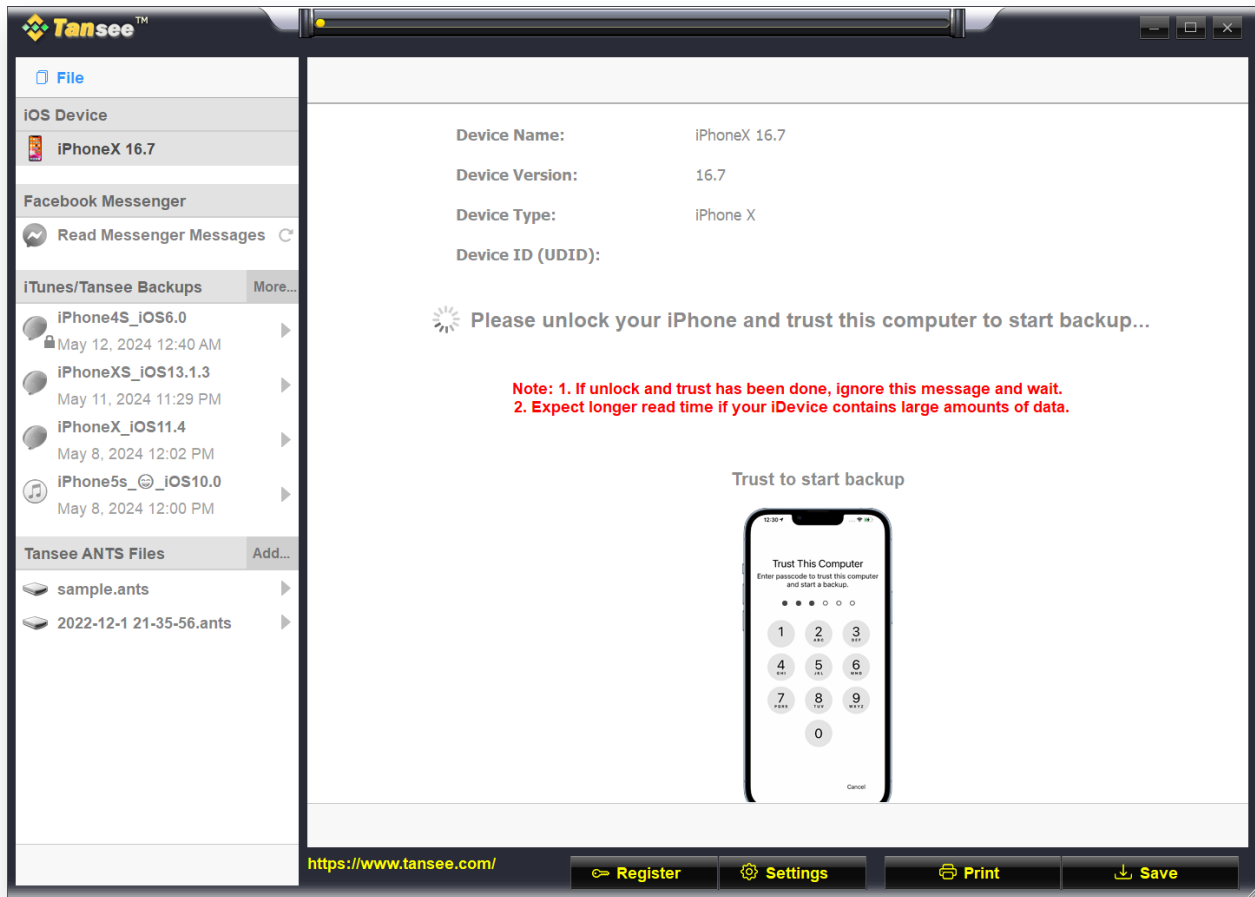 Tansee™
File
iOS Device
iPhoneX 16.7
Facebook Messenger
Read Messenger Messages
iTunes/Tansee Backups More...
iPhone4S_iOS6.0
May 12, 2024 12:40 AM
iPhoneXS_iOS13.1.3
May 11, 2024 11:29 PM
iPhoneX_iOS11.4
May 8, 2024 12:02 PM
iPhone5s_😁_iOS10.0
May 8, 2024 12:00 PM
Tansee ANTS Files Add...
sample.ants
2022-12-1 21-35-56.ants
Device Name: iPhoneX 16.7
Device Version: 16.7
Device Type: iPhone X
Device ID (UDID):
Please unlock your iPhone and trust this computer to start backup...
Note: 1. If unlock and trust has been done, ignore this message and wait.
2. Expect longer read time if your iDevice contains large amounts of data.
Trust to start backup
12:30
Trust This Computer
Enter passcode to trust this computer
and start a backup.
1 2 3
ABC DEF
4 5 6
GHI JKL MNO
7 8 9
PQRS TUV WXYZ
0
Cancel
https://www.tansee.com/ Register Settings Print Save